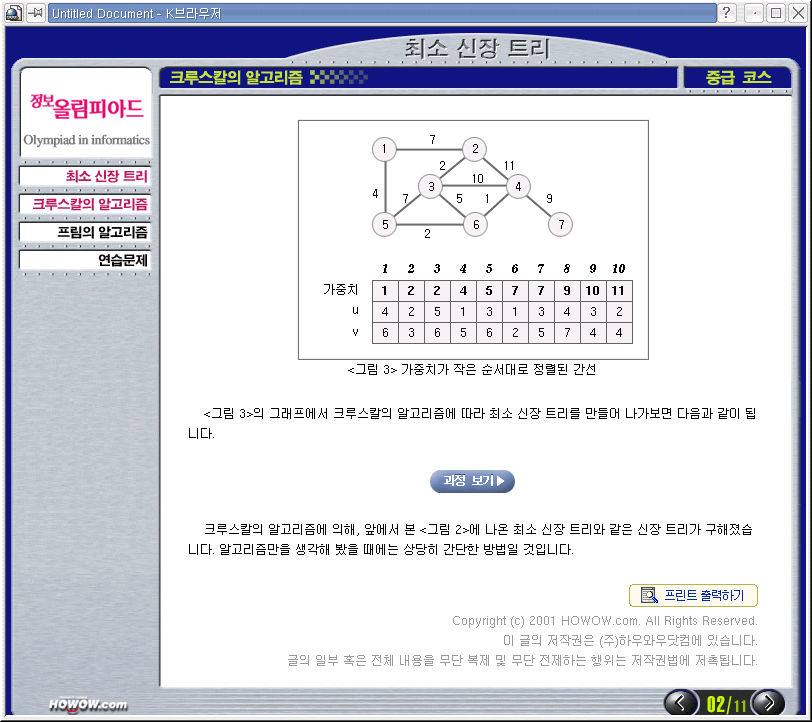 Untitled Document - K브라우저
최소 신장 트리
크루스칼의 알고리즘
중급 코스
정보올림피아드
Olympiad in informatics
최소 신장 트리
크루스칼의 알고리즘
프림의 알고리즘
연습문제
7
1 2
2 11
10
4 3 4
7 5 1 9
5 6 7
2
1 2 3 4 5 6 7 8 9 10
가중치 1 2 2 4 5 7 7 9 10 11
u 4 2 5 1 3 1 3 4 3 2
v 6 3 6 5 6 2 5 7 4 4
<그림 3> 가중치가 작은 순서대로 정렬된 간선
<그림 3>의 그래프에서 크루스칼의 알고리즘에 따라 최소 신장 트리를 만들어 나가보면 다음과 같이 됩
니다.
과정 보기
크루스칼의 알고리즘에 의해, 앞에서 본 <그림 2>에 나온 최소 신장 트리와 같은 신장 트리가 구해졌습
니다. 알고리즘만을 생각해 봤을 때에는 상당히 간단한 방법일 것입니다.
프린트 출력하기
Copyright (c) 2001 HOWOW.com. All Rights Reserved.
이 글의 저작권은 (주)하우와우닷컴에 있습니다.
글의 일부 혹은 전체 내용을 무단 복제 및 무단 전제하는 행위는 저작권법에 저촉됩니다.
HOWOW.com
02/11